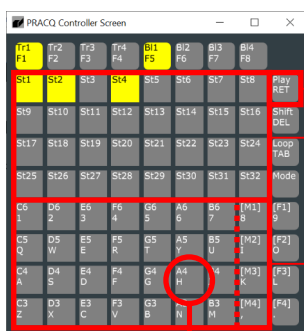 PRACQ Controller Screen
Tr1 Tr2 Tr3 Tr4 Bl1 Bl2 Bl3 Bl4
F1 F2 F3 F4 F5 F6 F7 F8
St1 St2 St3 St4 St5 St6 St7 St8 Play
RET
St9 St10 St11 St12 St13 St14 St15 St16 Shift
DEL
St17 St18 St19 St20 St21 St22 St23 St24 Loop
TAB
St25 St26 St27 St28 St29 St30 St31 St32 Mode
C6 D6 E6 F6 G6 A6 B6 [M1] [F1]
1 2 3 4 5 6 7 8 9
C5 D5 E5 F5 G5 A5 B5 [M2] [F2]
Q W E R T Y U I O
C4 D4 E4 F4 G4 A4 [M3] [F3]
A S D F G H K L
C3 D3 E3 F3 G3 B3 [M4] [F4]
Z X C V B N M , .